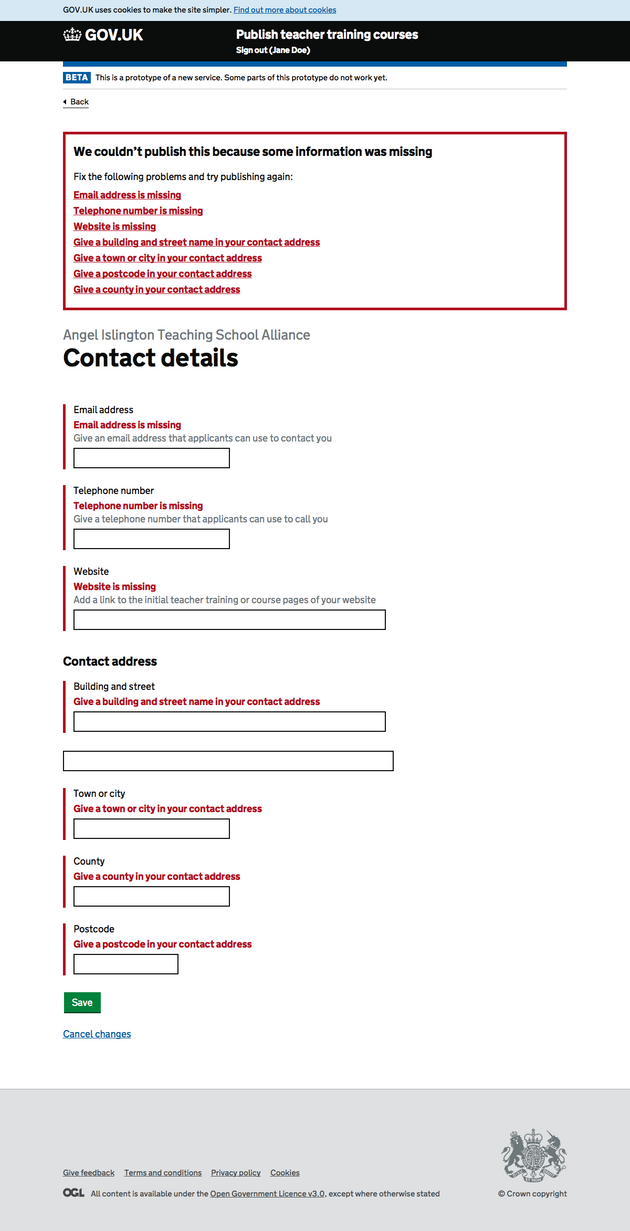 GOV.UK uses cookies to make the site simpler. Find out more about cookies
GOV.UK
Publish teacher training courses
Sign out (Jane Doe)
BETA This is a prototype of a new service. Some parts of this prototype do not work yet.
Back
We couldn’t publish this because some information was missing
Fix the following problems and try publishing again:
Email address is missing
Telephone number is missing
Website is missing
Give a building and street name in your contact address
Give a town or city in your contact address
Give a postcode in your contact address
Give a county in your contact address
Angel Islington Teaching School Alliance
Contact details
Email address
Email address is missing
Give an email address that applicants can use to contact you
Telephone number
Telephone number is missing
Give a telephone number that applicants can use to call you
Website
Website is missing
Add a link to the initial teacher training or course pages of your website
Contact address
Building and street
Give a building and street name in your contact address
Town or city
Give a town or city in your contact address
County
Give a county in your contact address
Postcode
Give a postcode in your contact address
Save
Cancel changes
Give feedback Terms and conditions Privacy policy Cookies
OGL All content is available under the Open Government Licence v3.0, except where otherwise stated
© Crown copyright